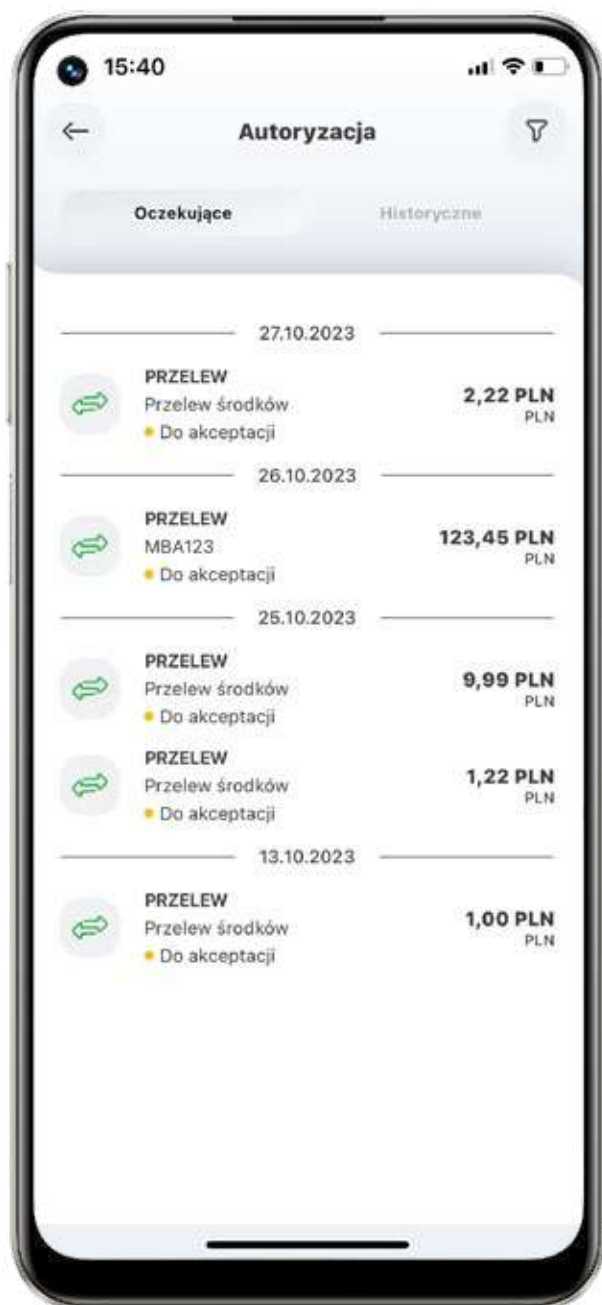 15:40
Autoryzacja
Oczekujące
Historyczne
27.10.2023
PRZELEW
Przelew środków
Do akceptacji
2,22 PLN
PLN
26.10.2023
PRZELEW
MBA123
Do akceptacji
123,45 PLN
PLN
25.10.2023
PRZELEW
Przelew środków
Do akceptacji
9,99 PLN
PLN
PRZELEW
Przelew środków
Do akceptacji
1,22 PLN
PLN
13.10.2023
PRZELEW
Przelew środków
Do akceptacji
1,00 PLN
PLN